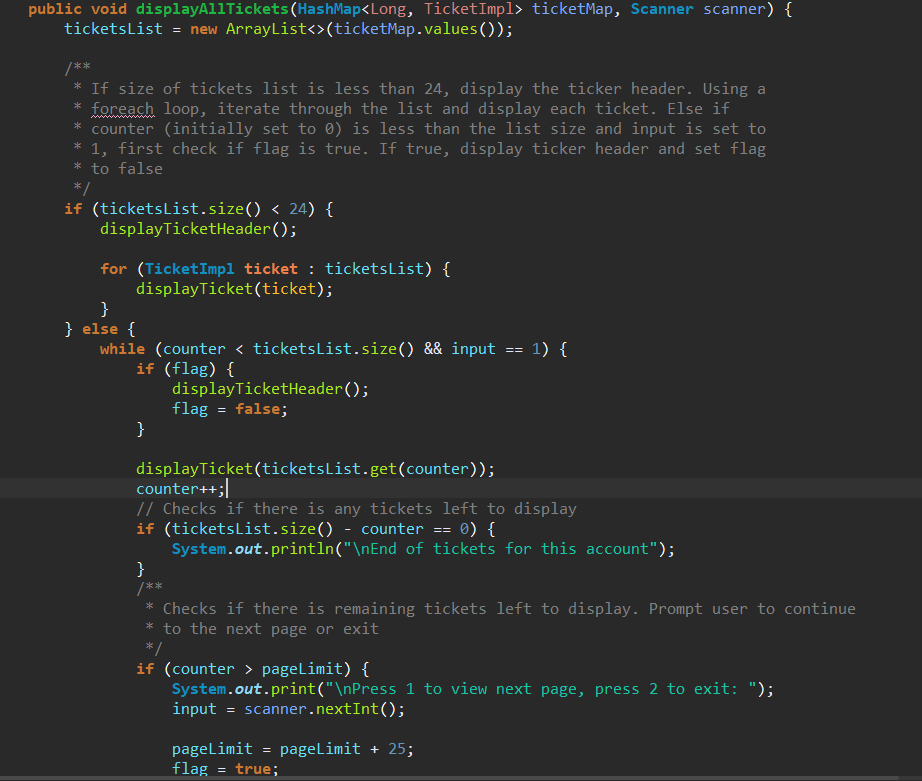 public void displayAllTickets(HashMap<Long, TicketImpl> ticketMap, Scanner scanner) {
    ticketsList = new ArrayList<>(ticketMap.values());

    /**
     * If size of tickets list is less than 24, display the ticker header. Using a
     * foreach loop, iterate through the list and display each ticket. Else if
     * counter (initially set to 0) is less than the list size and input is set to
     * 1, first check if flag is true. If true, display ticker header and set flag
     * to false
     */
    if (ticketsList.size() < 24) {
        displayTicketHeader();

        for (TicketImpl ticket : ticketsList) {
            displayTicket(ticket);
        }
    } else {
        while (counter < ticketsList.size() && input == 1) {
            if (flag) {
                displayTicketHeader();
                flag = false;
            }

            displayTicket(ticketsList.get(counter));
            counter++;
            // Checks if there is any tickets left to display
            if (ticketsList.size() - counter == 0) {
                System.out.println("\nEnd of tickets for this account");
            }
            /**
             * Checks if there is remaining tickets left to display. Prompt user to continue
             * to the next page or exit
             */
            if (counter > pageLimit) {
                System.out.print("\nPress 1 to view next page, press 2 to exit: ");
                input = scanner.nextInt();

                pageLimit = pageLimit + 25;
                flag = true;